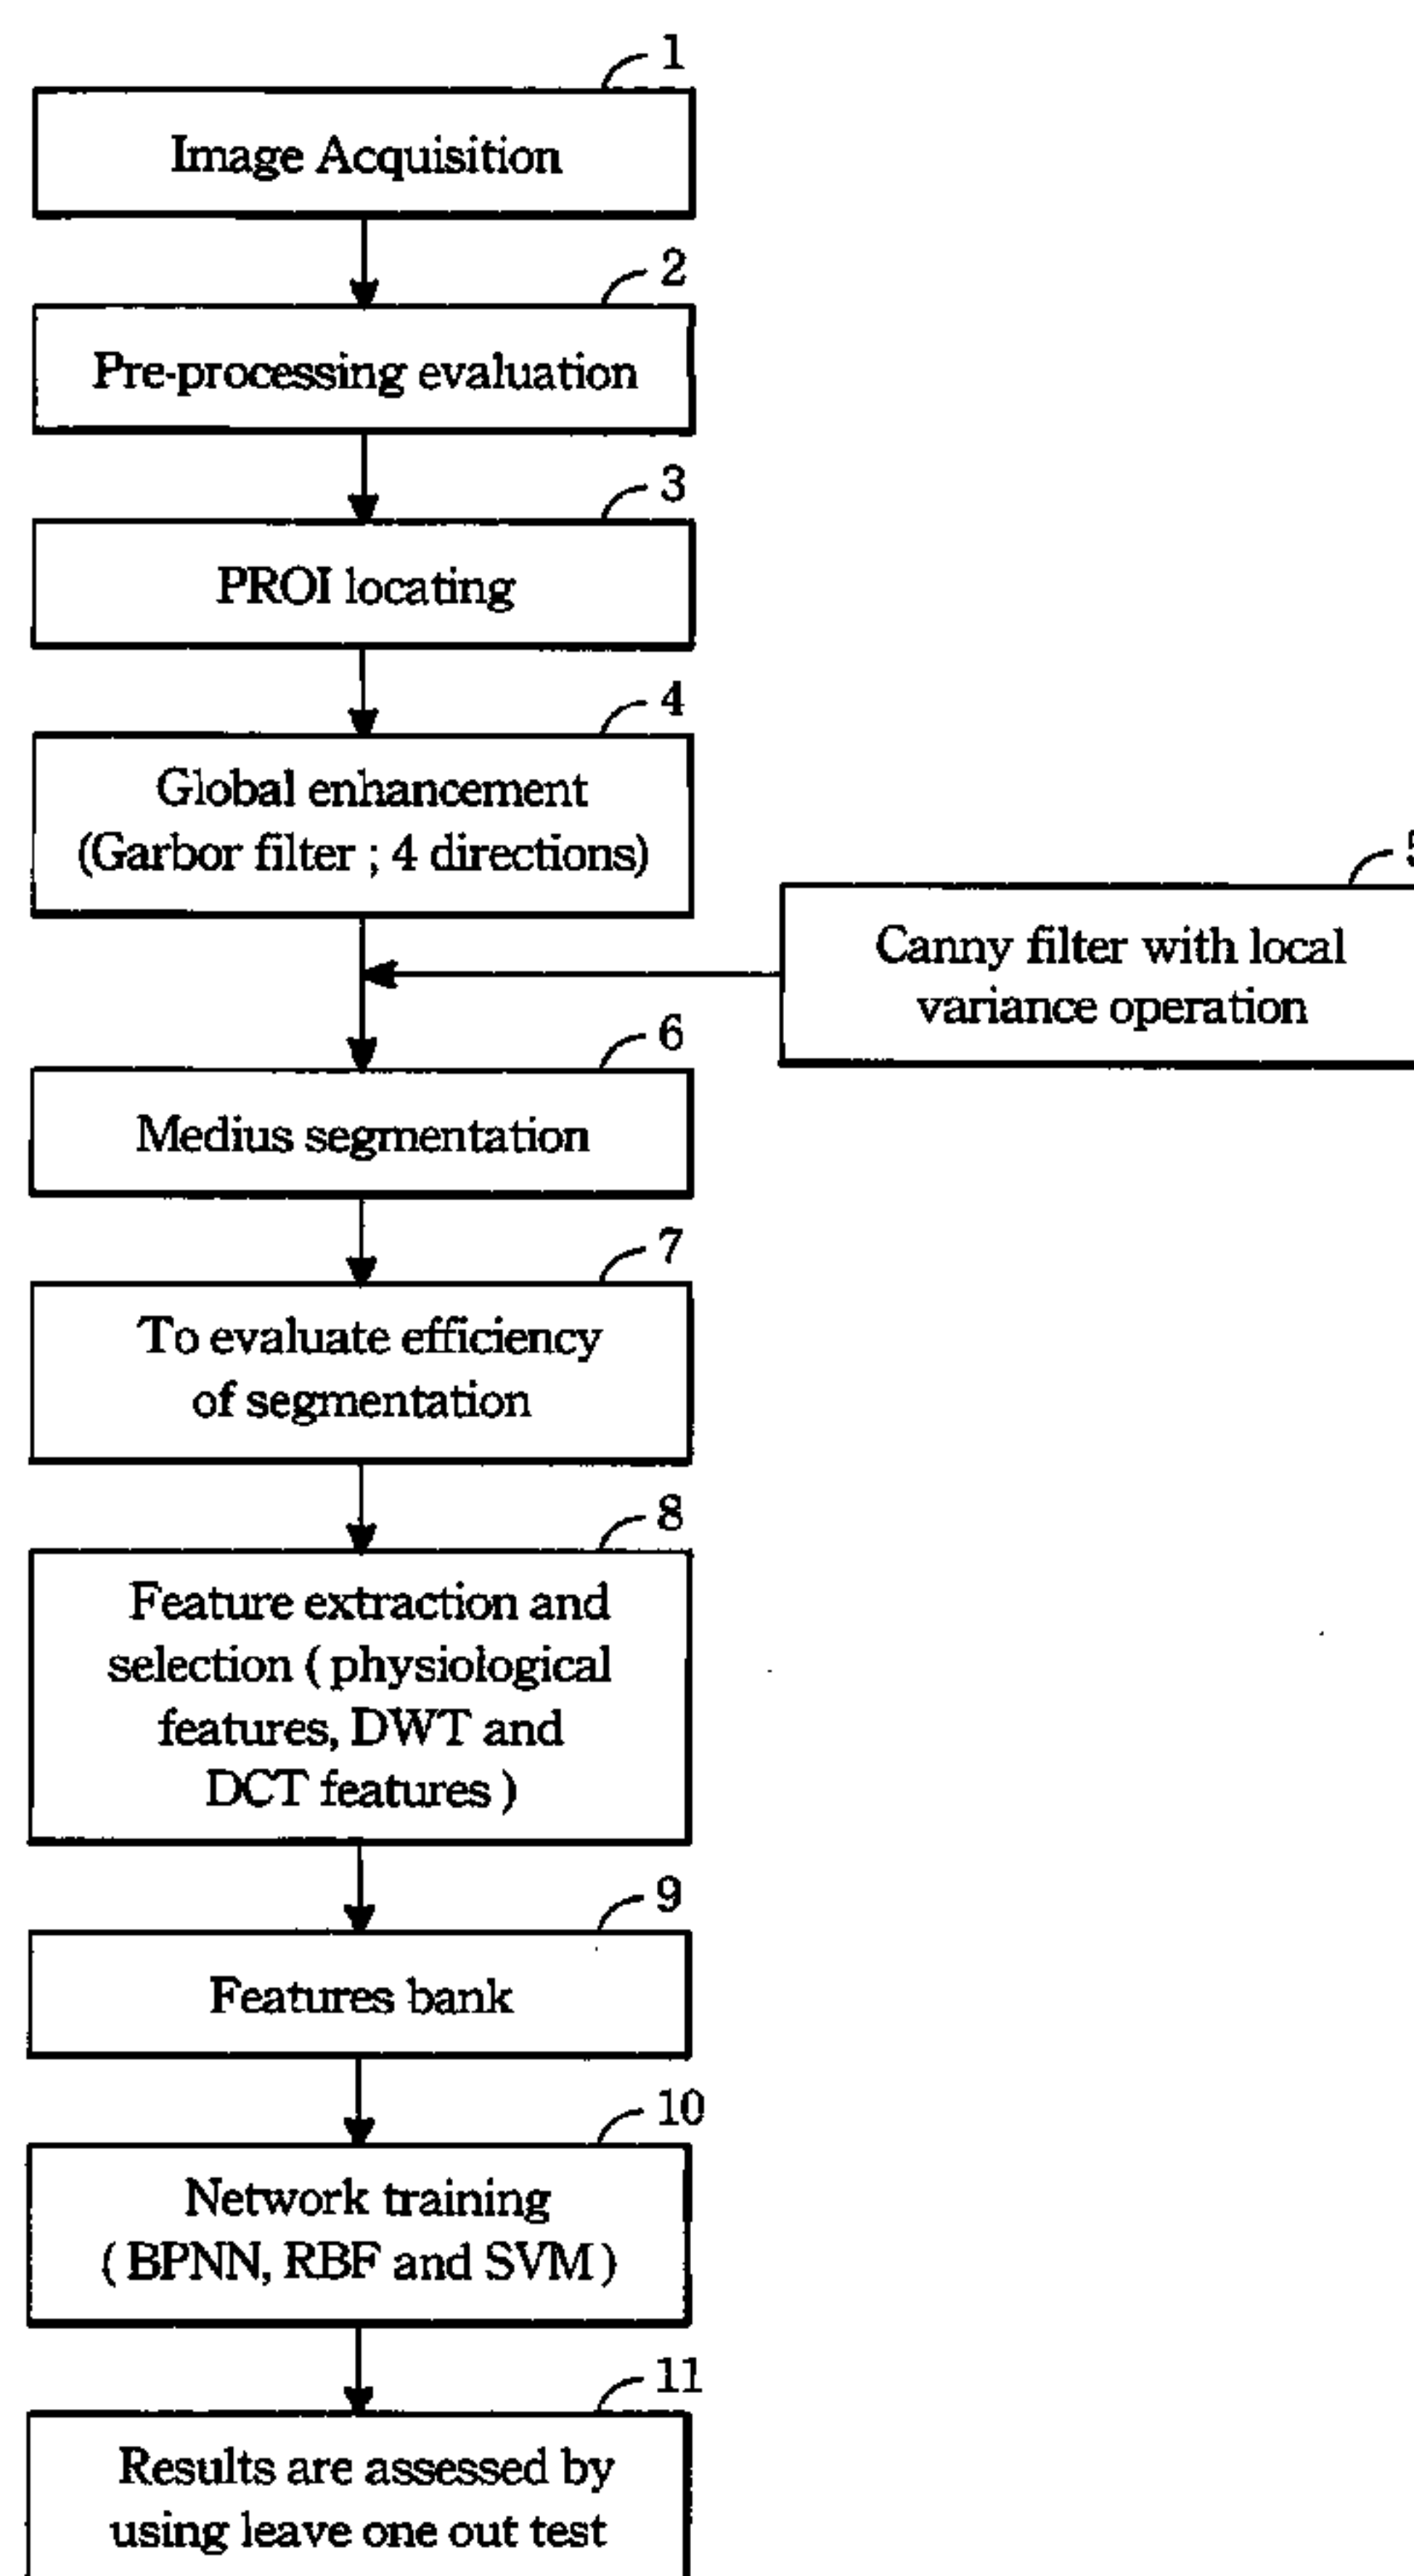 1
Image Acquisition
2
Pre-processing evaluation
3
PROI locating
4
Global enhancement
(Garbor filter ; 4 directions)
5
Canny filter with local
variance operation
6
Medius segmentation
7
To evaluate efficiency
of segmentation
8
Feature extraction and
selection ( physiological
features, DWT and
DCT features )
9
Features bank
10
Network training
( BPNN, RBF and SVM )
11
Results are assessed by
using leave one out test